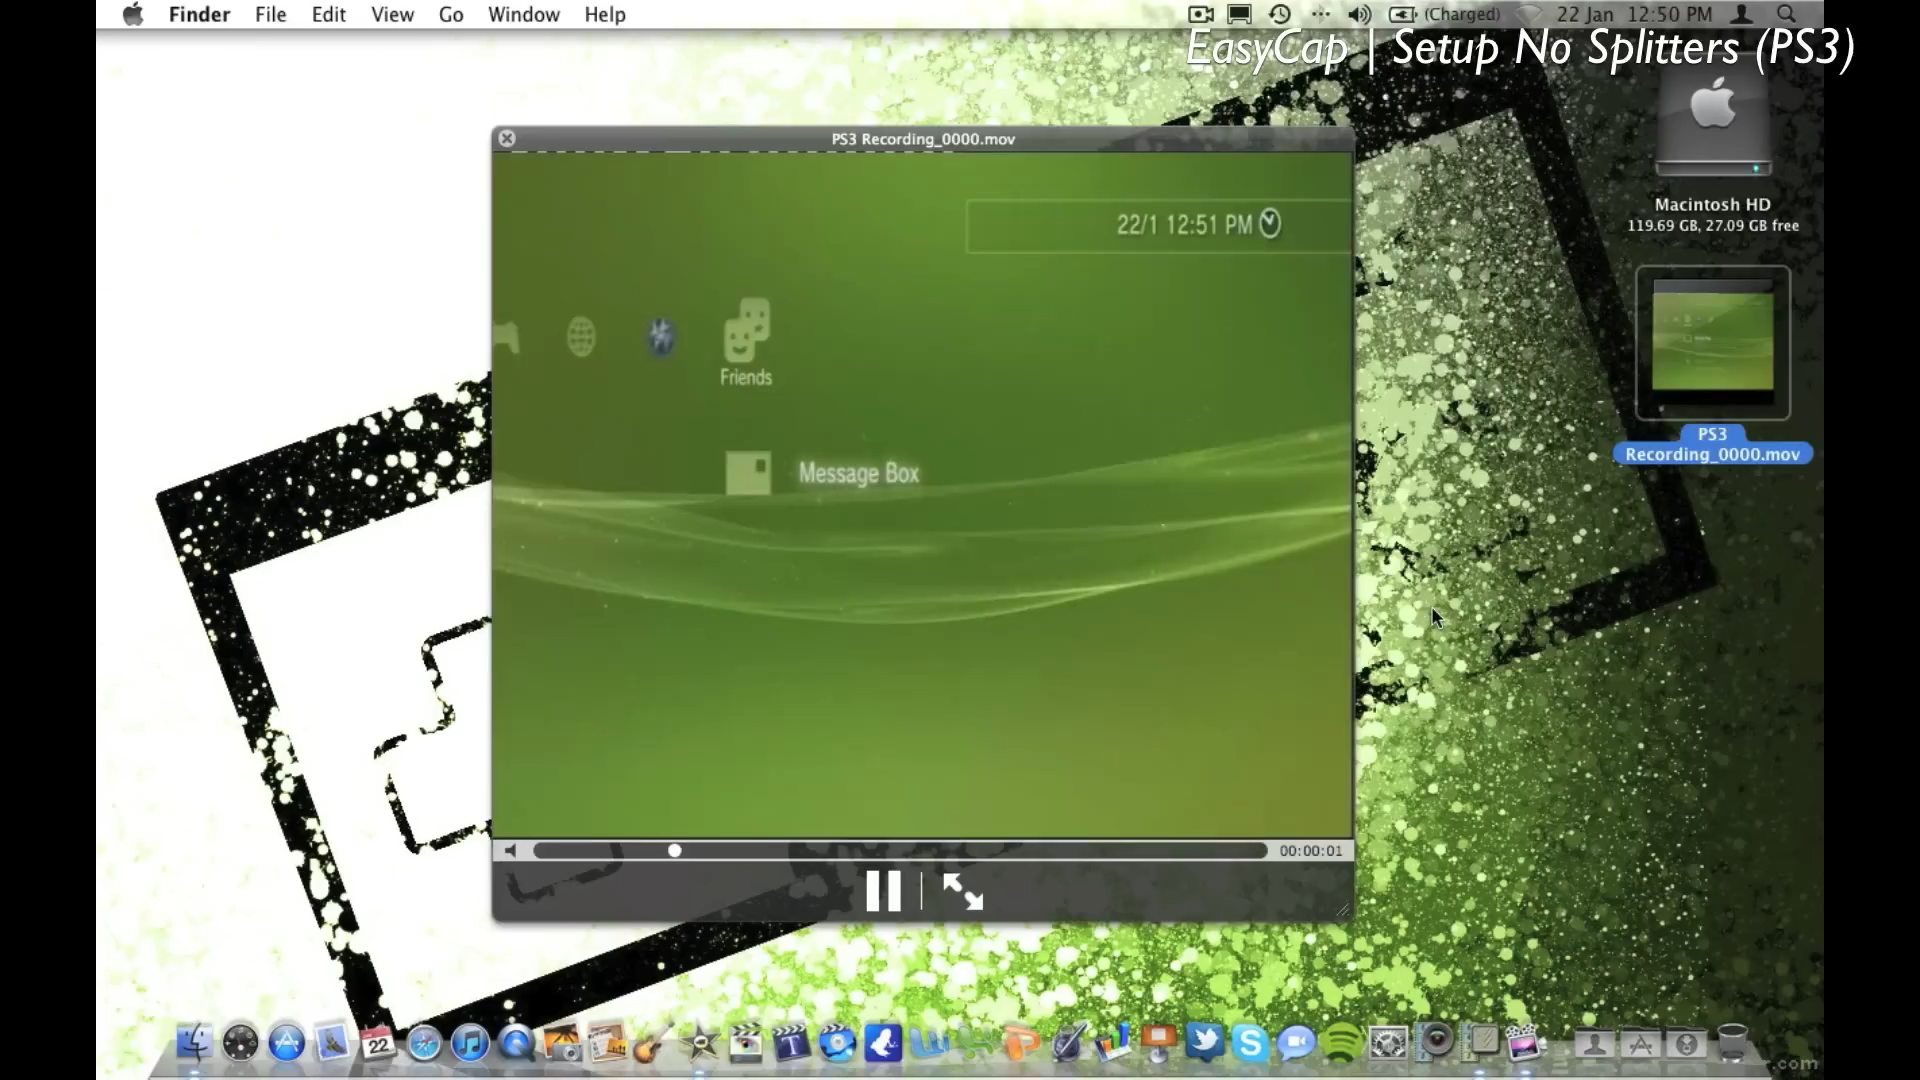 Finder File Edit View Go Window Help (Charged) 22 Jan 12:50 PM
EasyCap | Setup No Splitters (PS3)
PS3 Recording_0000.mov
22/1 12:51 PM
Friends
Message Box
00:00:01
Macintosh HD
119.69 GB, 27.09 GB free
PS3
Recording_0000.mov
22
.com